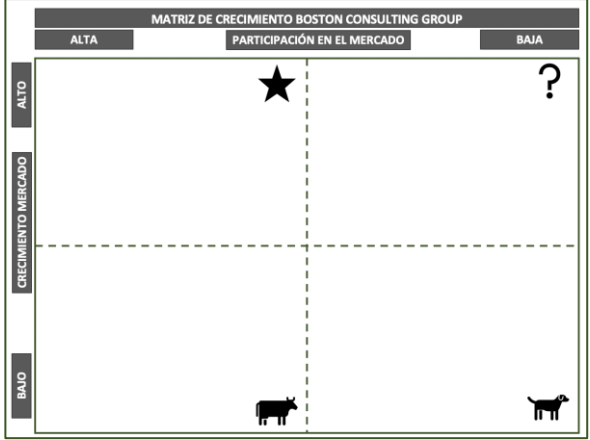 MATRIZ DE CRECIMIENTO BOSTON CONSULTING GROUP
ALTA
PARTICIPACIÓN EN EL MERCADO
BAJA
ALTO
?
CRECIMIENTO MERCADO
BAJO